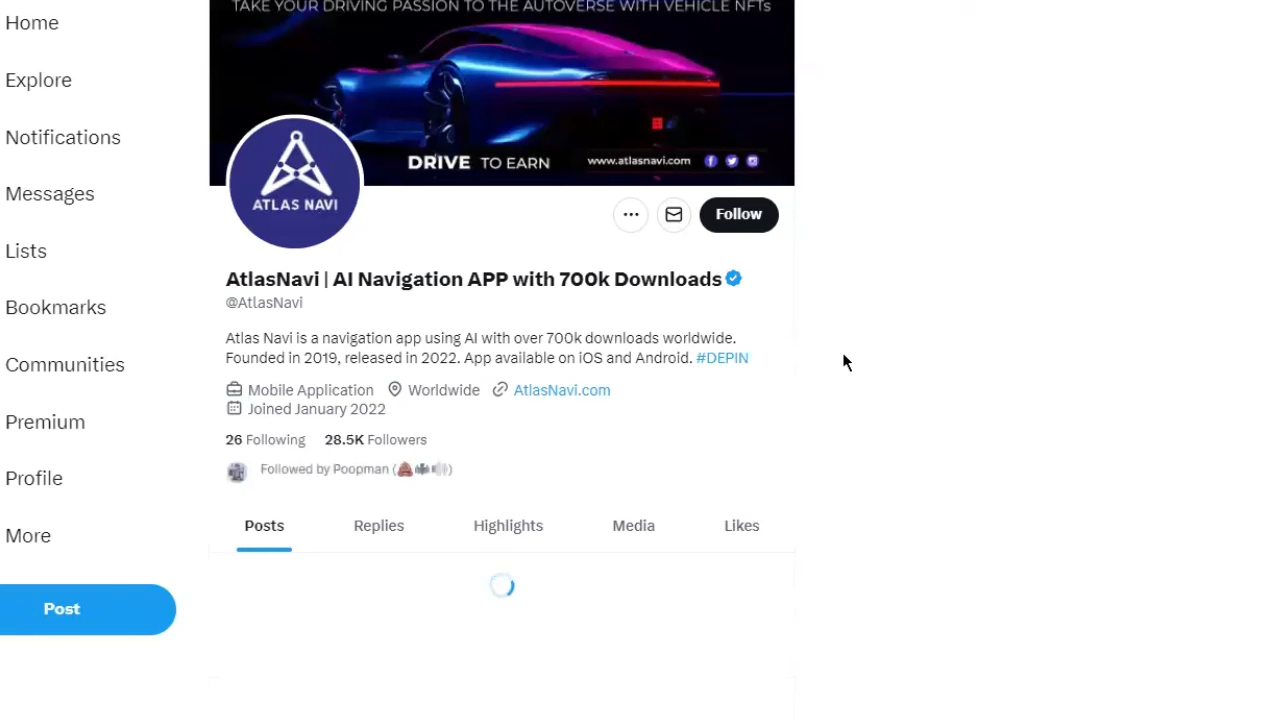 Home
Explore
Notifications
Messages
Lists
Bookmarks
Communities
Premium
Profile
More
Post
TAKE YOUR DRIVING PASSION TO THE AUTOVERSE WITH VEHICLE NFTs
ATLAS NAVI
DRIVE TO EARN www.atlasnavi.com
Follow
AtlasNavi | AI Navigation APP with 700k Downloads
@AtlasNavi
Atlas Navi is a navigation app using AI with over 700k downloads worldwide.
Founded in 2019, released in 2022. App available on iOS and Android. #DEPIN
Mobile Application Worldwide AtlasNavi.com
Joined January 2022
26 Following 28.5K Followers
Followed by Poopman (💩🧱🔊)
Posts Replies Highlights Media Likes